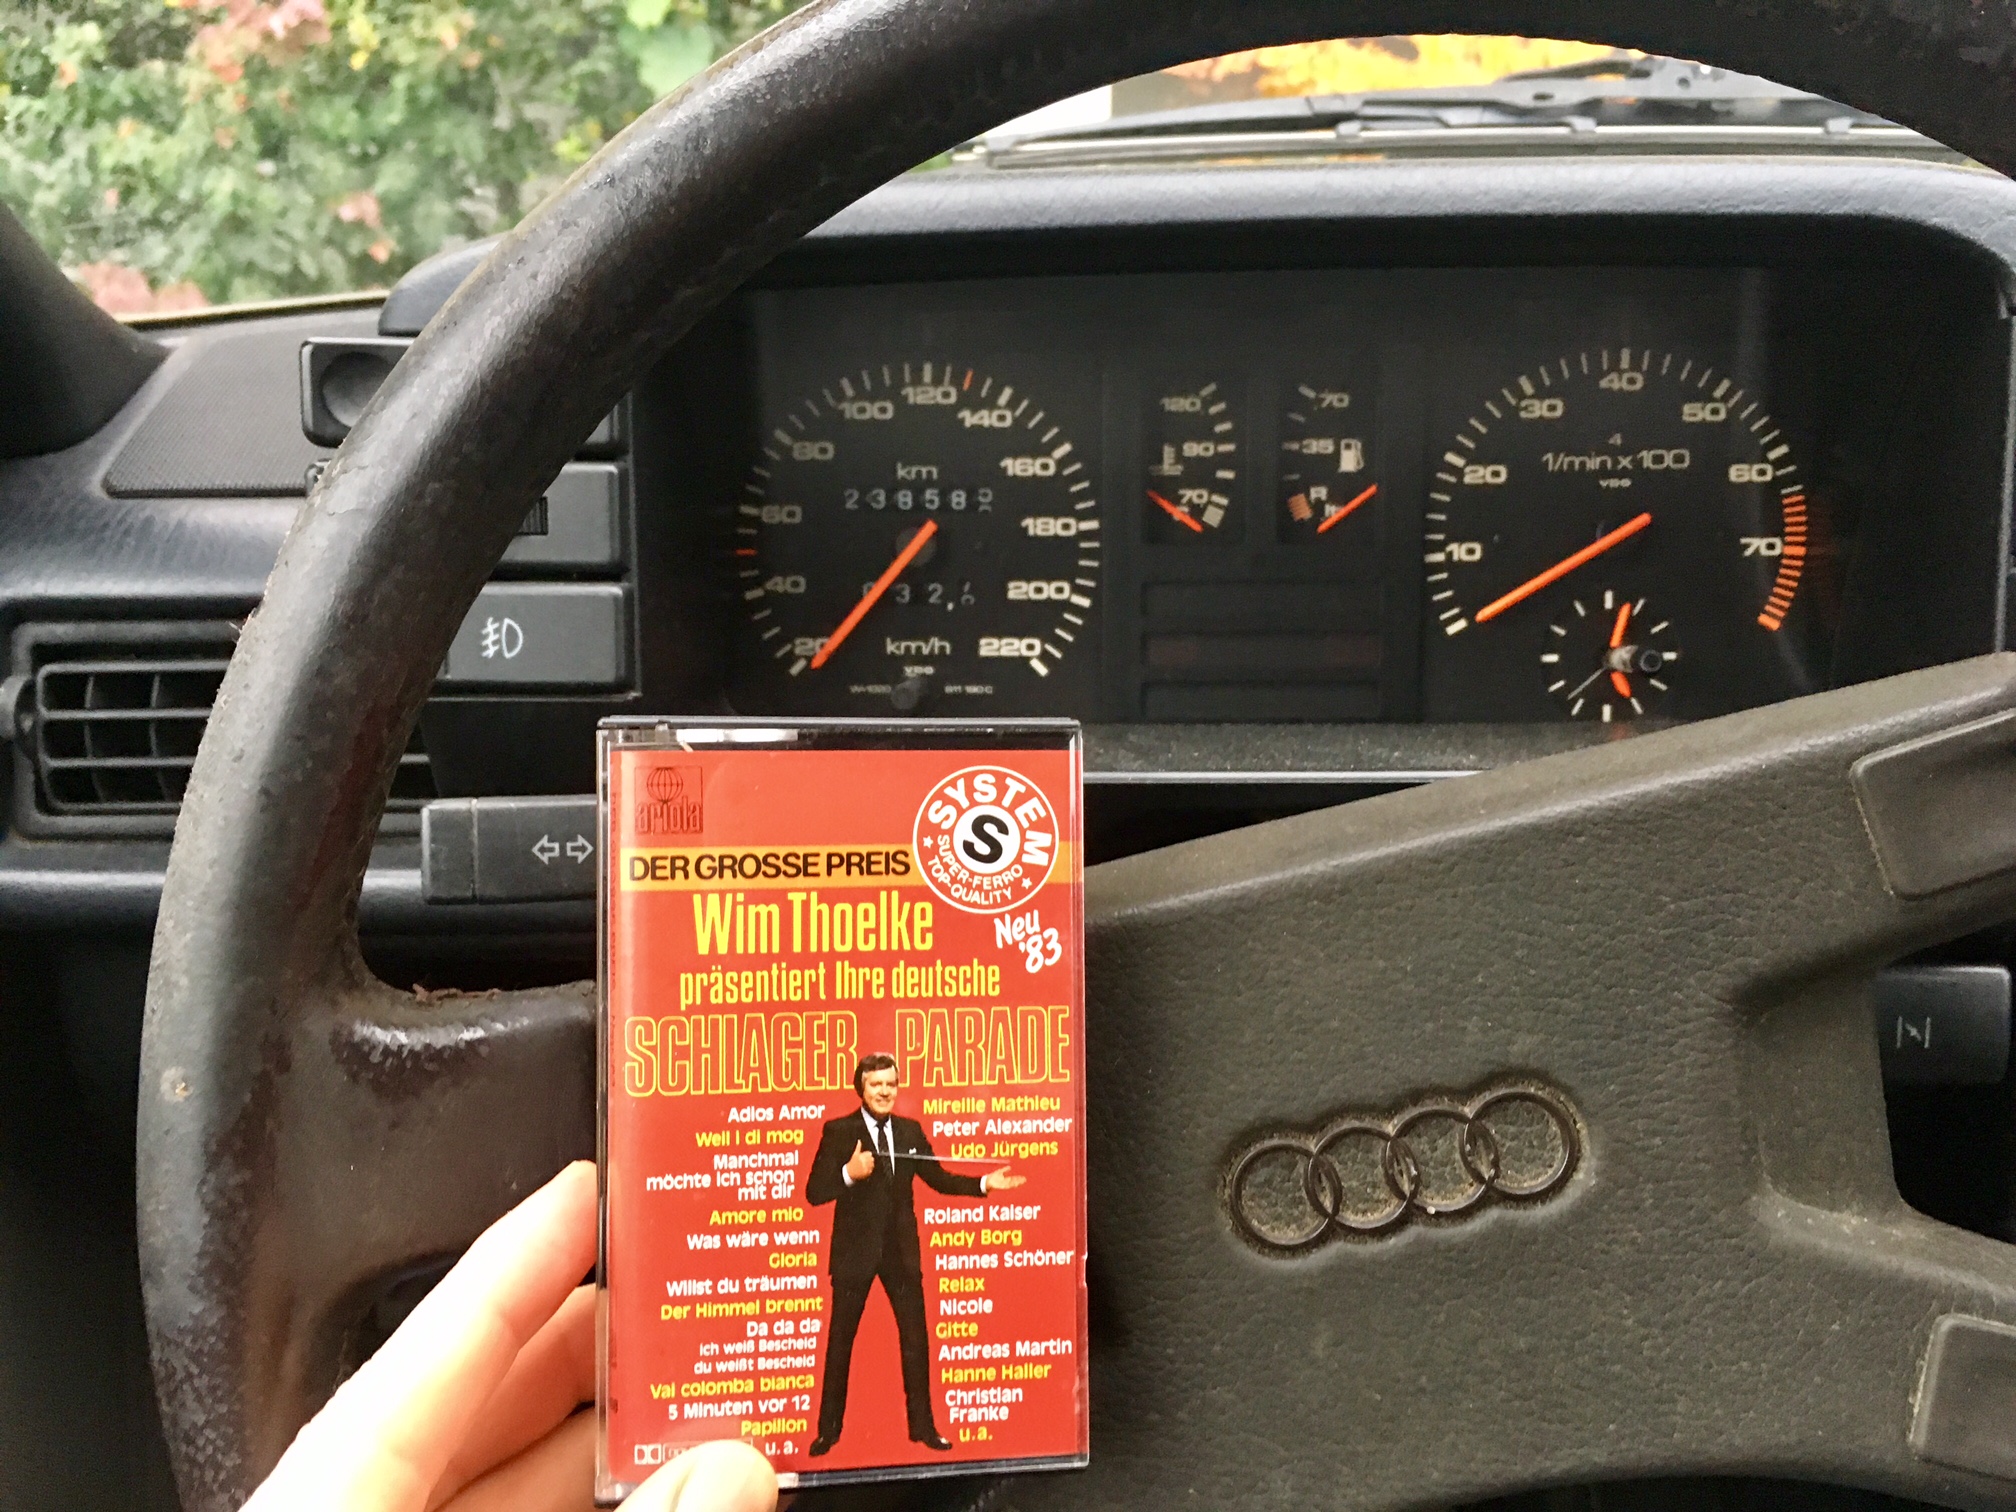 120
100
140
80
km
160
60
180
40
200
20
km/h
220
VDO
120
90
70
70
35
R
40
30
50
1/min x 100
20
60
VDO
10
70
ariola
SYSTEM
S
SUPER-FERRO
TOP-QUALITY
DER GROSSE PREIS
Wim Thoelke
Neu '83
präsentiert Ihre deutsche
SCHLAGER PARADE
Adios Amor
Weil i di mog
Manchmal
möchte ich schon
mit dir
Amore mio
Was wäre wenn
Gloria
Willst du träumen
Der Himmel brennt
Da da da
ich weiß Bescheid
du weißt Bescheid
Val colomba bianca
5 Minuten vor 12
Papillon
u.a.
Mireille Mathieu
Peter Alexander
Udo Jürgens
Roland Kaiser
Andy Borg
Hannes Schöner
Relax
Nicole
Gitte
Andreas Martin
Hanne Haller
Christian
Franke
u.a.